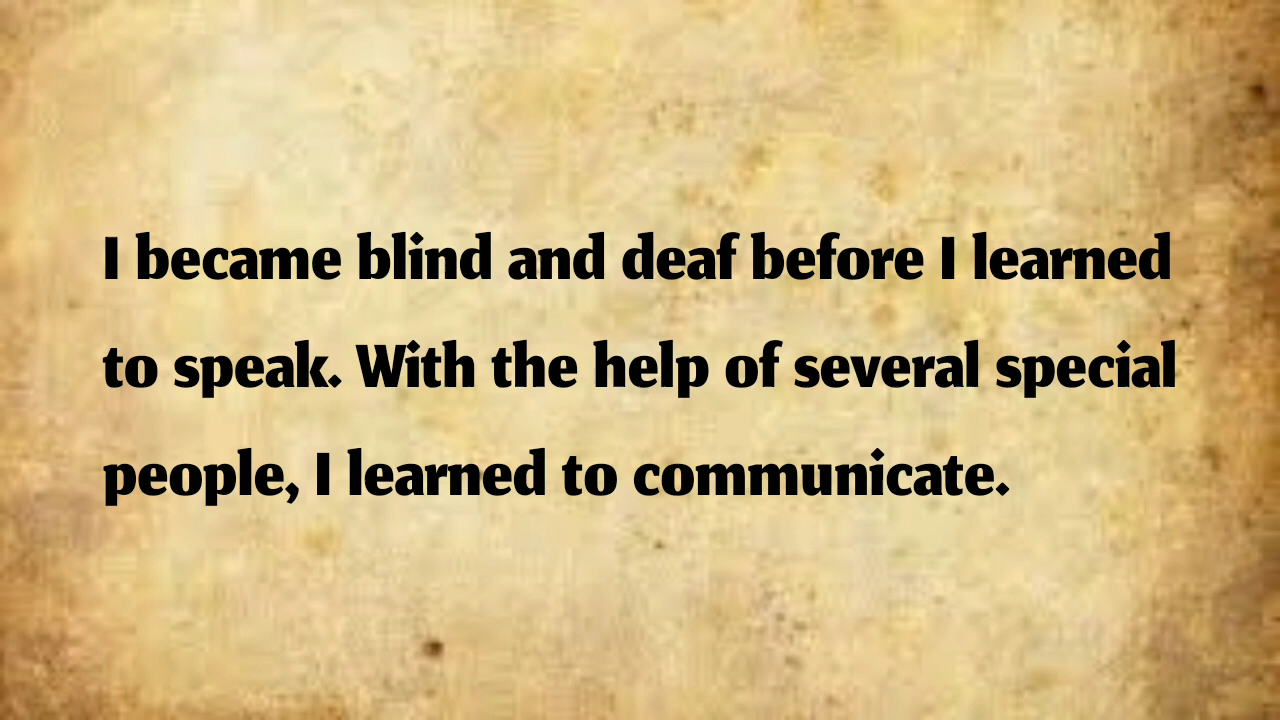 I became blind and deaf before I learned
to speak. With the help of several special
people, I learned to communicate.